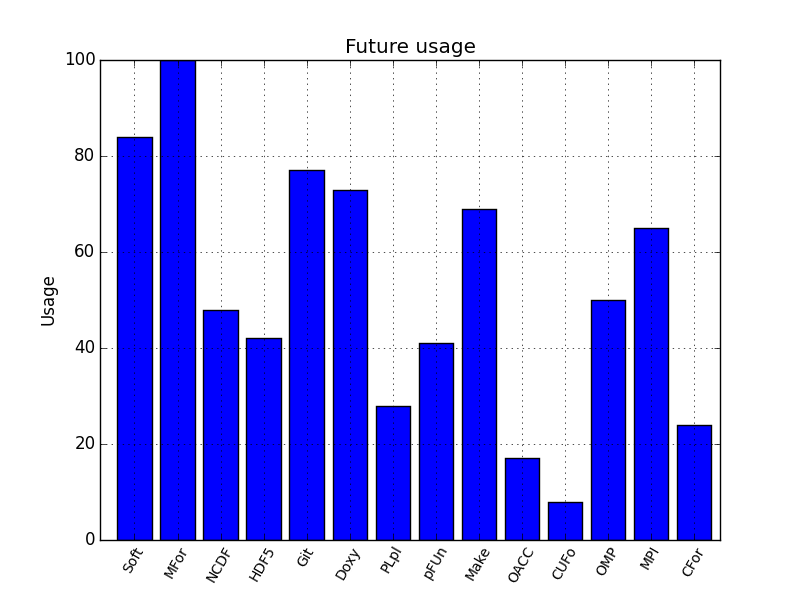 Future usage
Usage
100
80
60
40
20
0
Soft
MFor
NCDF
HDF5
Git
Doxy
PLpl
pFUn
Make
OACC
CUFo
OMP
MPI
CFor